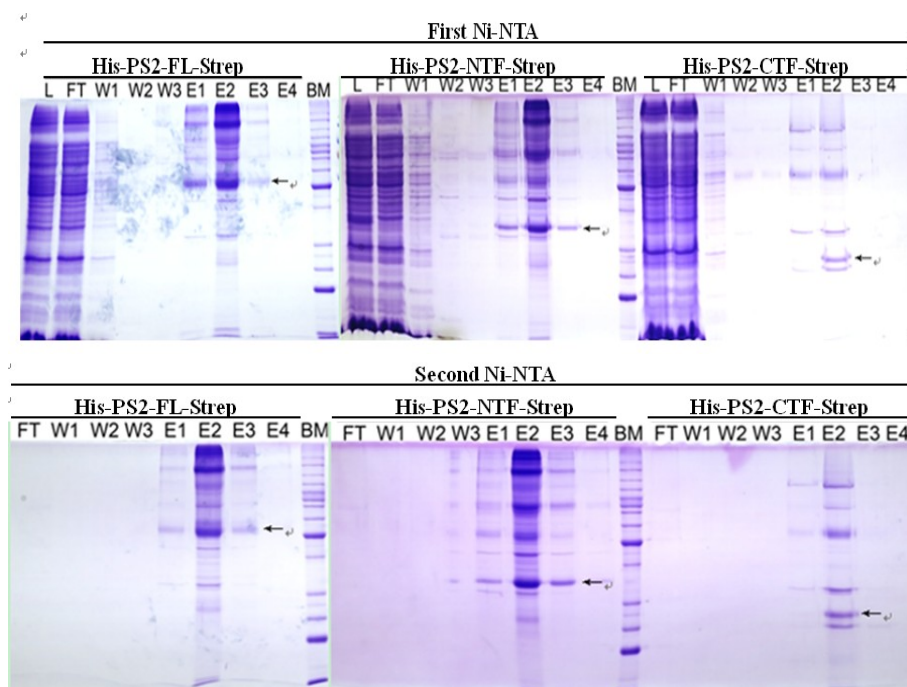 First Ni-NTA
His-PS2-FL-Strep His-PS2-NTF-Strep His-PS2-CTF-Strep
L FT W1 W2 W3 E1 E2 E3 E4 BM L FT W1 W2 W3 E1 E2 E3 E4 BM L FT W1 W2 W3 E1 E2 E3 E4
Second Ni-NTA
His-PS2-FL-Strep His-PS2-NTF-Strep His-PS2-CTF-Strep
FT W1 W2 W3 E1 E2 E3 E4 BM FT W1 W2 W3 E1 E2 E3 E4 BM FT W1 W2 W3 E1 E2 E3 E4